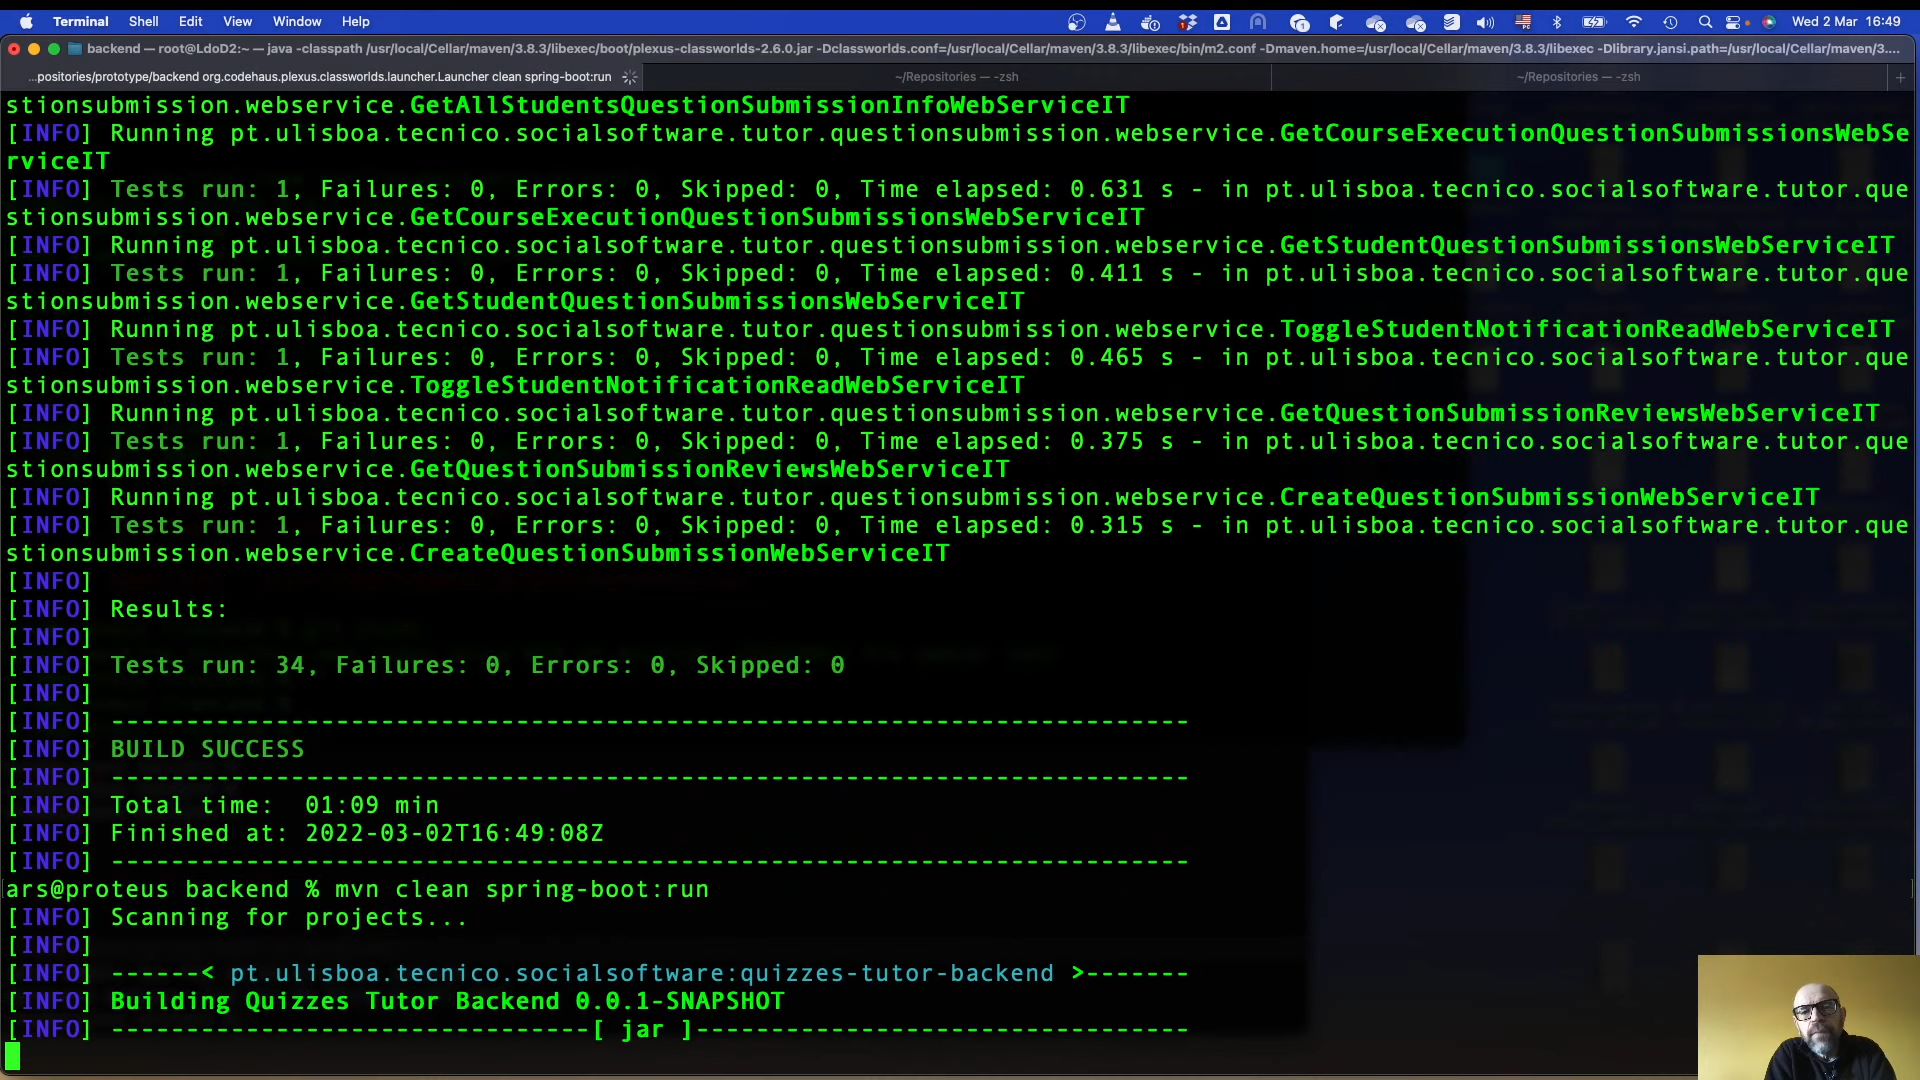 Terminal Shell Edit View Window Help Wed 2 Mar 16:49
backend — root@LdoD2:~ — java -classpath /usr/local/Cellar/maven/3.8.3/libexec/boot/plexus-classworlds-2.6.0.jar -Dclassworlds.conf=/usr/local/Cellar/maven/3.8.3/libexec/bin/m2.conf -Dmaven.home=/usr/local/Cellar/maven/3.8.3/libexec -Dlibrary.jansi.path=/usr/local/Cellar/maven/3....
...positories/prototype/backend org.codehaus.plexus.classworlds.launcher.Launcher clean spring-boot:run ~/Repositories — -zsh ~/Repositories — -zsh +
stionsubmission.webservice.GetAllStudentsQuestionSubmissionInfoWebServiceIT
[INFO] Running pt.ulisboa.tecnico.socialsoftware.tutor.questionsubmission.webservice.GetCourseExecutionQuestionSubmissionsWebSe
rviceIT
[INFO] Tests run: 1, Failures: 0, Errors: 0, Skipped: 0, Time elapsed: 0.631 s - in pt.ulisboa.tecnico.socialsoftware.tutor.que
stionsubmission.webservice.GetCourseExecutionQuestionSubmissionsWebServiceIT
[INFO] Running pt.ulisboa.tecnico.socialsoftware.tutor.questionsubmission.webservice.GetStudentQuestionSubmissionsWebServiceIT
[INFO] Tests run: 1, Failures: 0, Errors: 0, Skipped: 0, Time elapsed: 0.411 s - in pt.ulisboa.tecnico.socialsoftware.tutor.que
stionsubmission.webservice.GetStudentQuestionSubmissionsWebServiceIT
[INFO] Running pt.ulisboa.tecnico.socialsoftware.tutor.questionsubmission.webservice.ToggleStudentNotificationReadWebServiceIT
[INFO] Tests run: 1, Failures: 0, Errors: 0, Skipped: 0, Time elapsed: 0.465 s - in pt.ulisboa.tecnico.socialsoftware.tutor.que
stionsubmission.webservice.ToggleStudentNotificationReadWebServiceIT
[INFO] Running pt.ulisboa.tecnico.socialsoftware.tutor.questionsubmission.webservice.GetQuestionSubmissionReviewsWebServiceIT
[INFO] Tests run: 1, Failures: 0, Errors: 0, Skipped: 0, Time elapsed: 0.375 s - in pt.ulisboa.tecnico.socialsoftware.tutor.que
stionsubmission.webservice.GetQuestionSubmissionReviewsWebServiceIT
[INFO] Running pt.ulisboa.tecnico.socialsoftware.tutor.questionsubmission.webservice.CreateQuestionSubmissionWebServiceIT
[INFO] Tests run: 1, Failures: 0, Errors: 0, Skipped: 0, Time elapsed: 0.315 s - in pt.ulisboa.tecnico.socialsoftware.tutor.que
stionsubmission.webservice.CreateQuestionSubmissionWebServiceIT
[INFO]
[INFO] Results:
[INFO]
[INFO] Tests run: 34, Failures: 0, Errors: 0, Skipped: 0
[INFO]
[INFO] ------------------------------------------------------------------------
[INFO] BUILD SUCCESS
[INFO] ------------------------------------------------------------------------
[INFO] Total time:  01:09 min
[INFO] Finished at: 2022-03-02T16:49:08Z
[INFO] ------------------------------------------------------------------------
ars@proteus backend % mvn clean spring-boot:run
[INFO] Scanning for projects...
[INFO]
[INFO] ------< pt.ulisboa.tecnico.socialsoftware:quizzes-tutor-backend >-------
[INFO] Building Quizzes Tutor Backend 0.0.1-SNAPSHOT
[INFO] --------------------------------[ jar ]---------------------------------